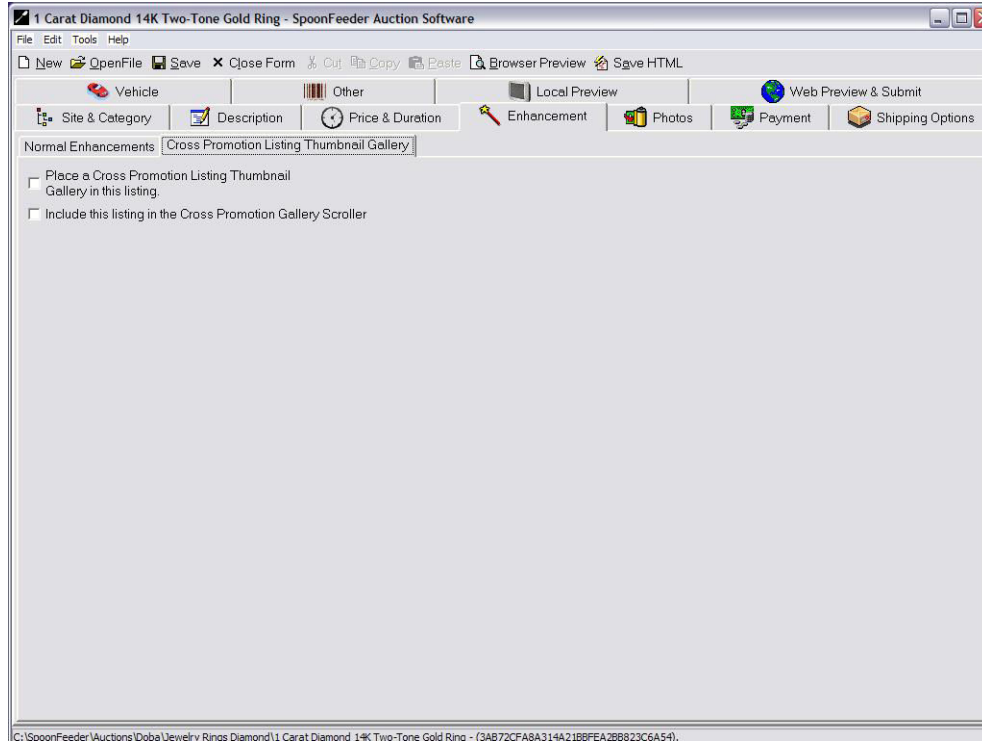 1 Carat Diamond 14K Two-Tone Gold Ring - SpoonFeeder Auction Software
File Edit Tools Help
New OpenFile Save Close Form Cut Copy Paste Browser Preview Save HTML
Vehicle Other Local Preview Web Preview & Submit
Site & Category Description Price & Duration Enhancement Photos Payment Shipping Options
Normal Enhancements Cross Promotion Listing Thumbnail Gallery
Place a Cross Promotion Listing Thumbnail
Gallery in this listing.
Include this listing in the Cross Promotion Gallery Scroller
C:\SpoonFeeder\Auctions\Doba\Jewelry Rings Diamond\1 Carat Diamond 14K Two-Tone Gold Ring - (3AB72CFA8A314A21BBFEA2BB823C6A54).